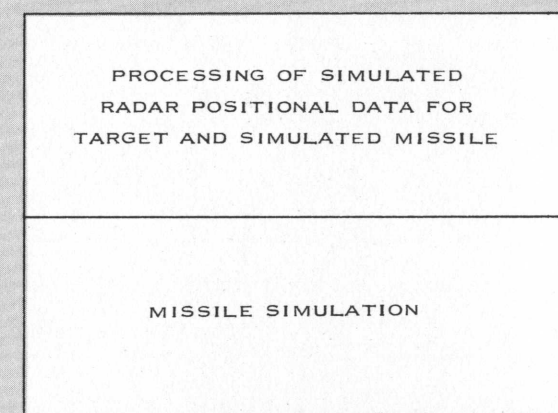 PROCESSING OF SIMULATED
RADAR POSITIONAL DATA FOR
TARGET AND SIMULATED MISSILE
MISSILE SIMULATION